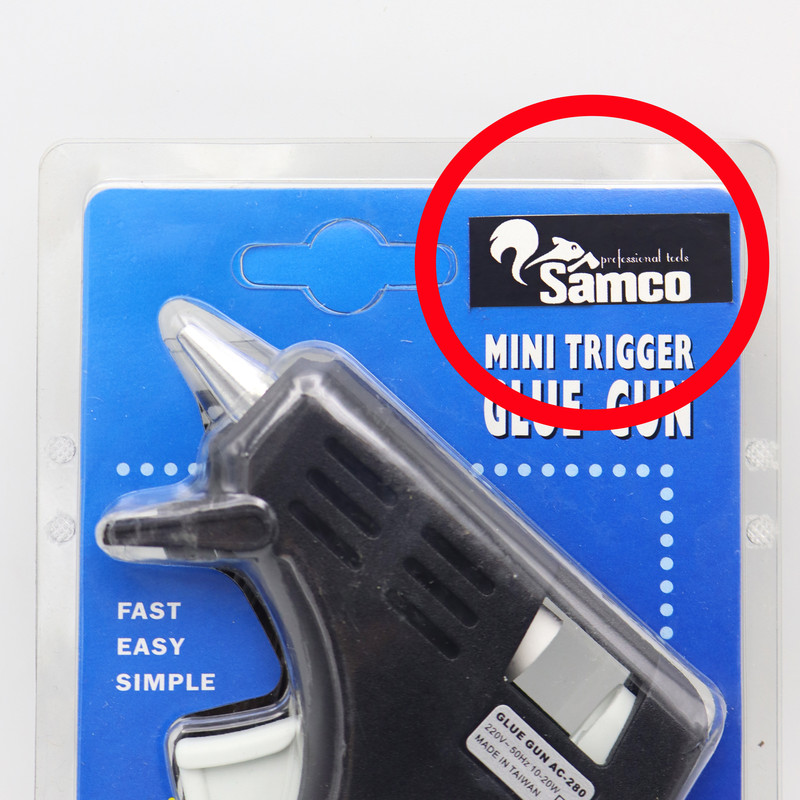 professional tools
Samco
MINI TRIGGER
GLUE GUN
FAST
EASY
SIMPLE
GLUE GUN AC-280
220V~ 50Hz 10-20W
MADE IN TAIWAN